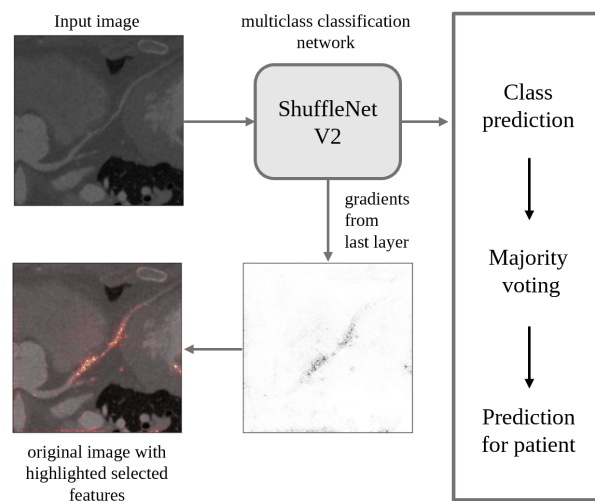 Input image
multiclass classification
network
ShuffleNet
V2
gradients
from
last layer
original image with
highlighted selected
features
Class
prediction
Majority
voting
Prediction
for patient